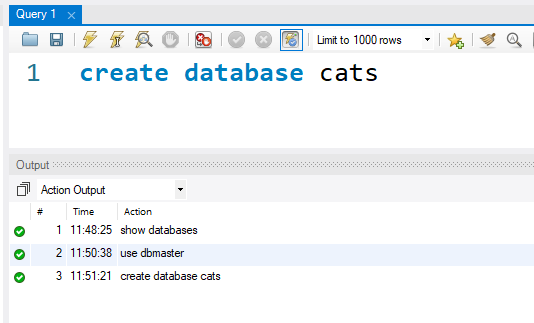 Query 1
Limit to 1000 rows
1 create database cats
Output
Action Output
# Time Action
1 11:48:25 show databases
2 11:50:38 use dbmaster
3 11:51:21 create database cats